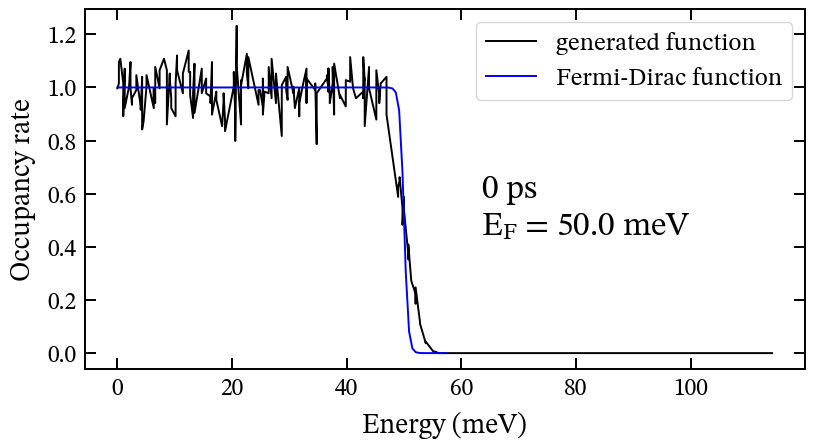 generated function
Fermi-Dirac function
0 ps
E_F = 50.0 meV
Occupancy rate
1.2
1.0
0.8
0.6
0.4
0.2
0.0
0 20 40 60 80 100
Energy (meV)